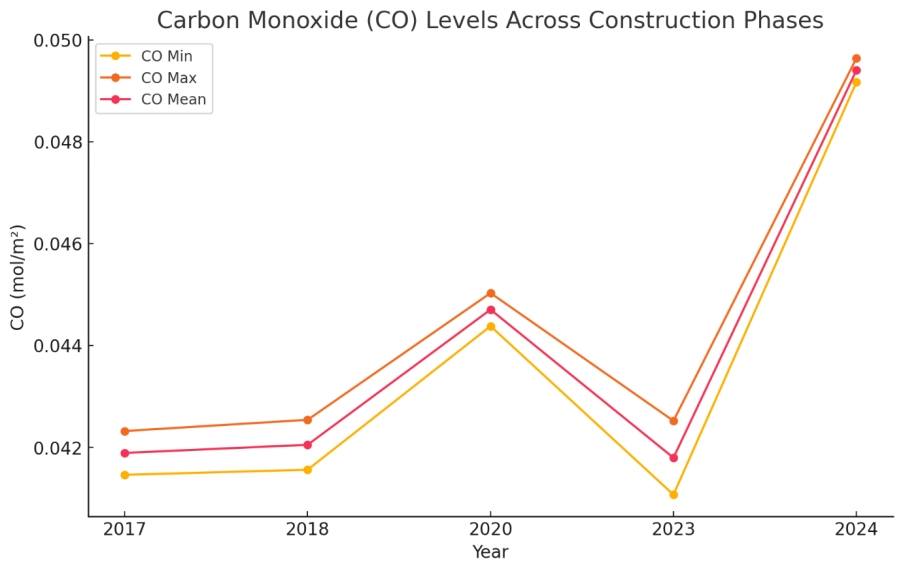 Carbon Monoxide (CO) Levels Across Construction Phases
CO Min
CO Max
CO Mean
0.050
0.048
0.046
0.044
0.042
CO (mol/m²)
2017 2018 2020 2023 2024
Year